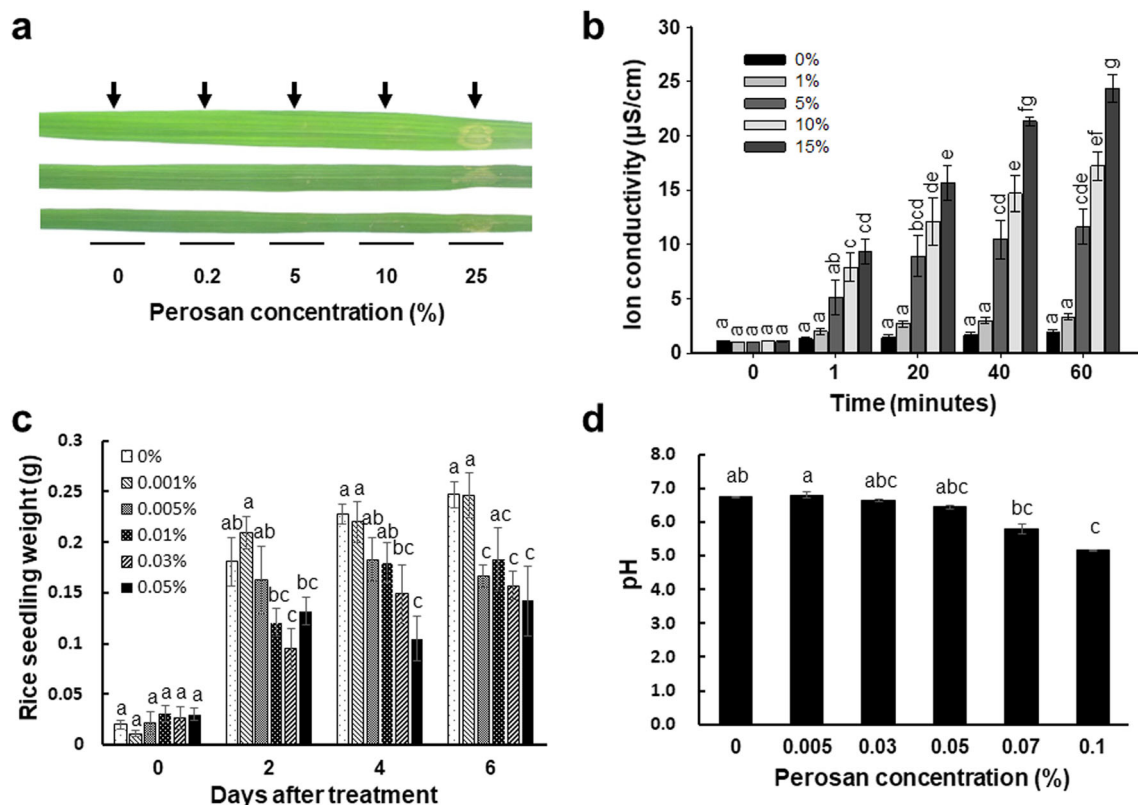 a
0
0.2
5
10
25
Perosan concentration (%)
b
Ion conductivity (µS/cm)
30
25
20
15
10
5
0
0%
1%
5%
10%
15%
a a a a a
a a ab c cd
a a bcd de e
a a cd e fg
a a cde ef g
0 1 20 40 60
Time (minutes)
c
Rice seedling weight (g)
0.3
0.25
0.2
0.15
0.1
0.05
0
0%
0.001%
0.005%
0.01%
0.03%
0.05%
a a a a a a
ab a ab bc c bc
a a ab ab bc c
a a c ac c c
0 2 4 6
Days after treatment
d
pH
9.0
8.0
7.0
6.0
5.0
4.0
3.0
2.0
1.0
0.0
ab a abc abc bc c
0 0.005 0.03 0.05 0.07 0.1
Perosan concentration (%)